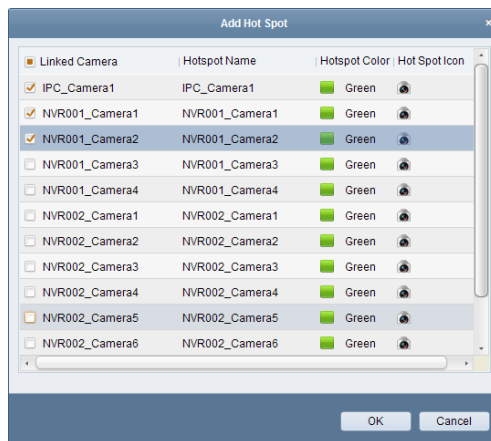 Add Hot Spot ×
Linked Camera Hotspot Name Hotspot Color Hot Spot Icon
IPC_Camera1 IPC_Camera1 Green
NVR001_Camera1 NVR001_Camera1 Green
NVR001_Camera2 NVR001_Camera2 Green
NVR001_Camera3 NVR001_Camera3 Green
NVR001_Camera4 NVR001_Camera4 Green
NVR002_Camera1 NVR002_Camera1 Green
NVR002_Camera2 NVR002_Camera2 Green
NVR002_Camera3 NVR002_Camera3 Green
NVR002_Camera4 NVR002_Camera4 Green
NVR002_Camera5 NVR002_Camera5 Green
NVR002_Camera6 NVR002_Camera6 Green
OK Cancel